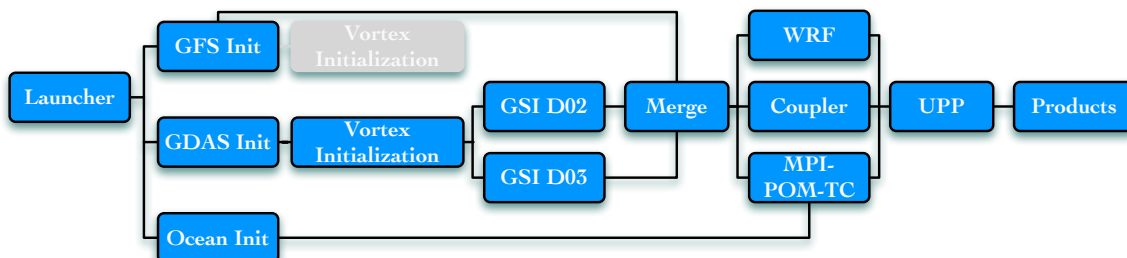 Launcher
GFS Init
Vortex
Initialization
GDAS Init
Vortex
Initialization
Ocean Init
GSI D02
GSI D03
Merge
WRF
Coupler
MPI-
POM-TC
UPP
Products